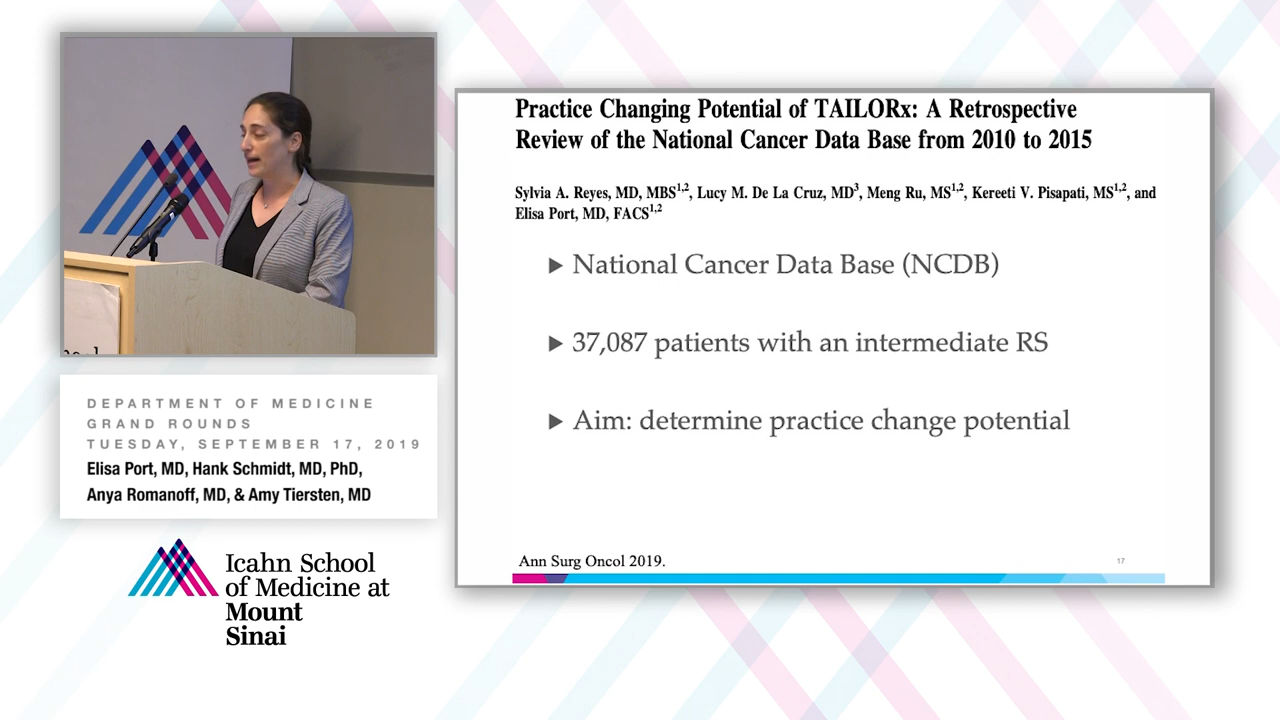 Practice Changing Potential of TAILORx: A Retrospective
Review of the National Cancer Data Base from 2010 to 2015
Sylvia A. Reyes, MD, MBS1,2, Lucy M. De La Cruz, MD3, Meng Ru, MS1,2, Kereeti V. Pisapati, MS1,2, and
Elisa Port, MD, FACS1,2
National Cancer Data Base (NCDB)
37,087 patients with an intermediate RS
Aim: determine practice change potential
Ann Surg Oncol 2019.
17
DEPARTMENT OF MEDICINE
GRAND ROUNDS
TUESDAY, SEPTEMBER 17, 2019
Elisa Port, MD, Hank Schmidt, MD, PhD,
Anya Romanoff, MD, & Amy Tiersten, MD
Icahn School
of Medicine at
Mount
Sinai